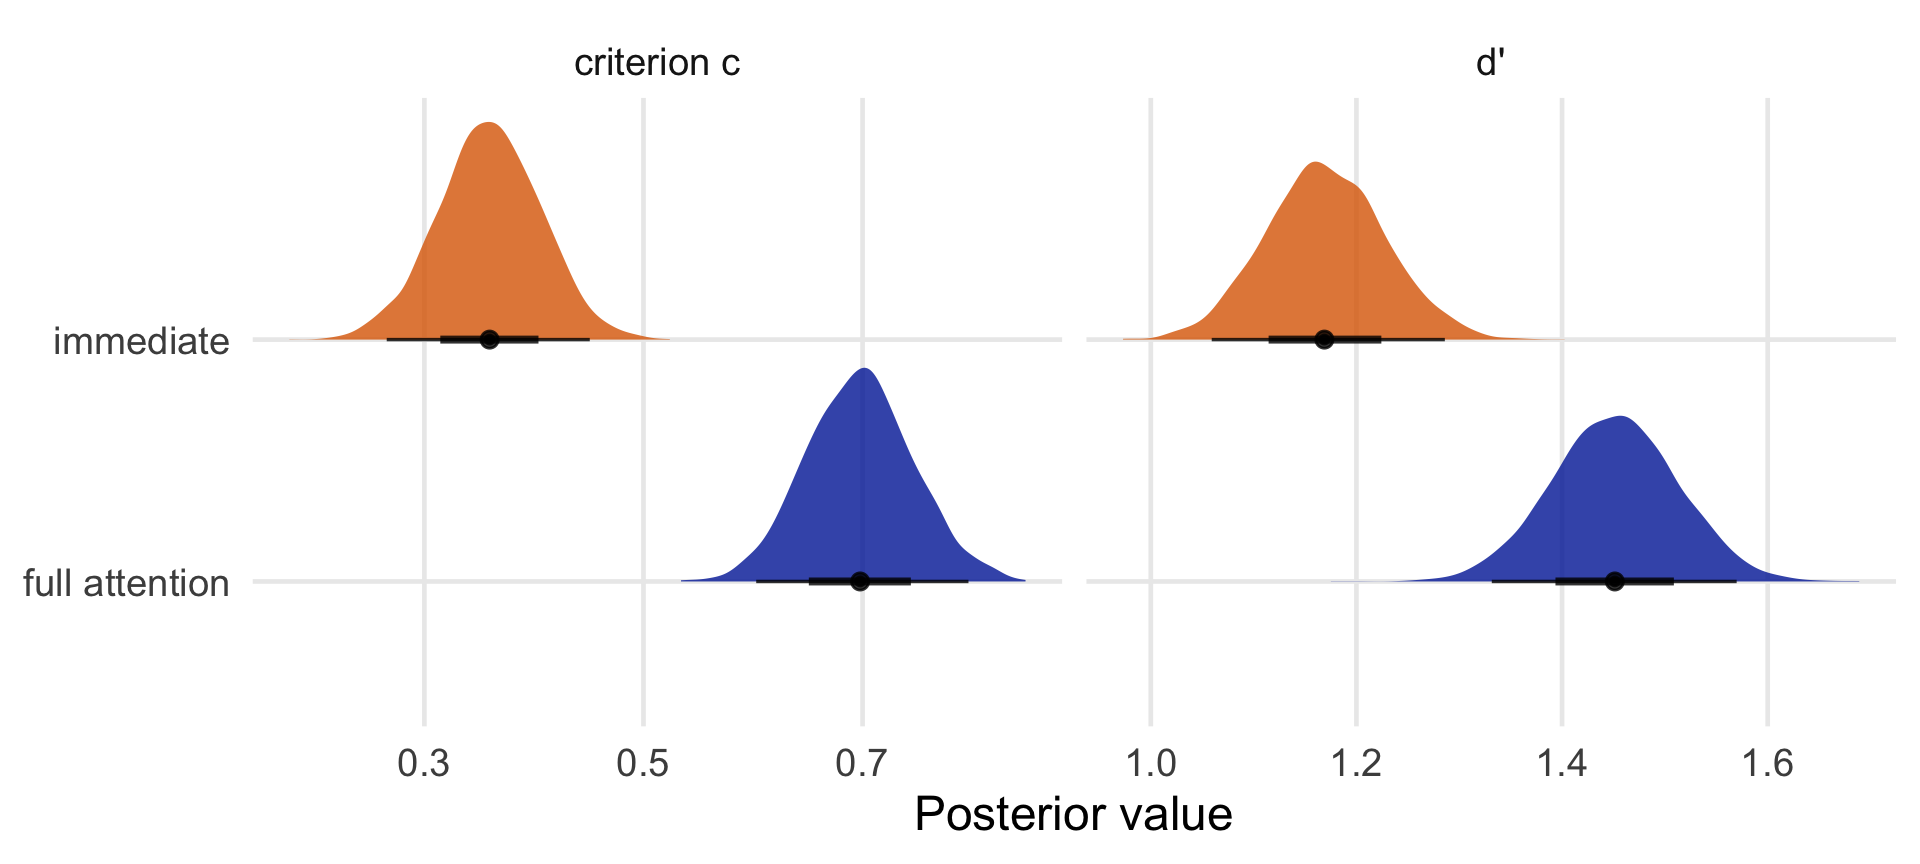 criterion c
d'
immediate
full attention
0.3 0.5 0.7 1.0 1.2 1.4 1.6
Posterior value